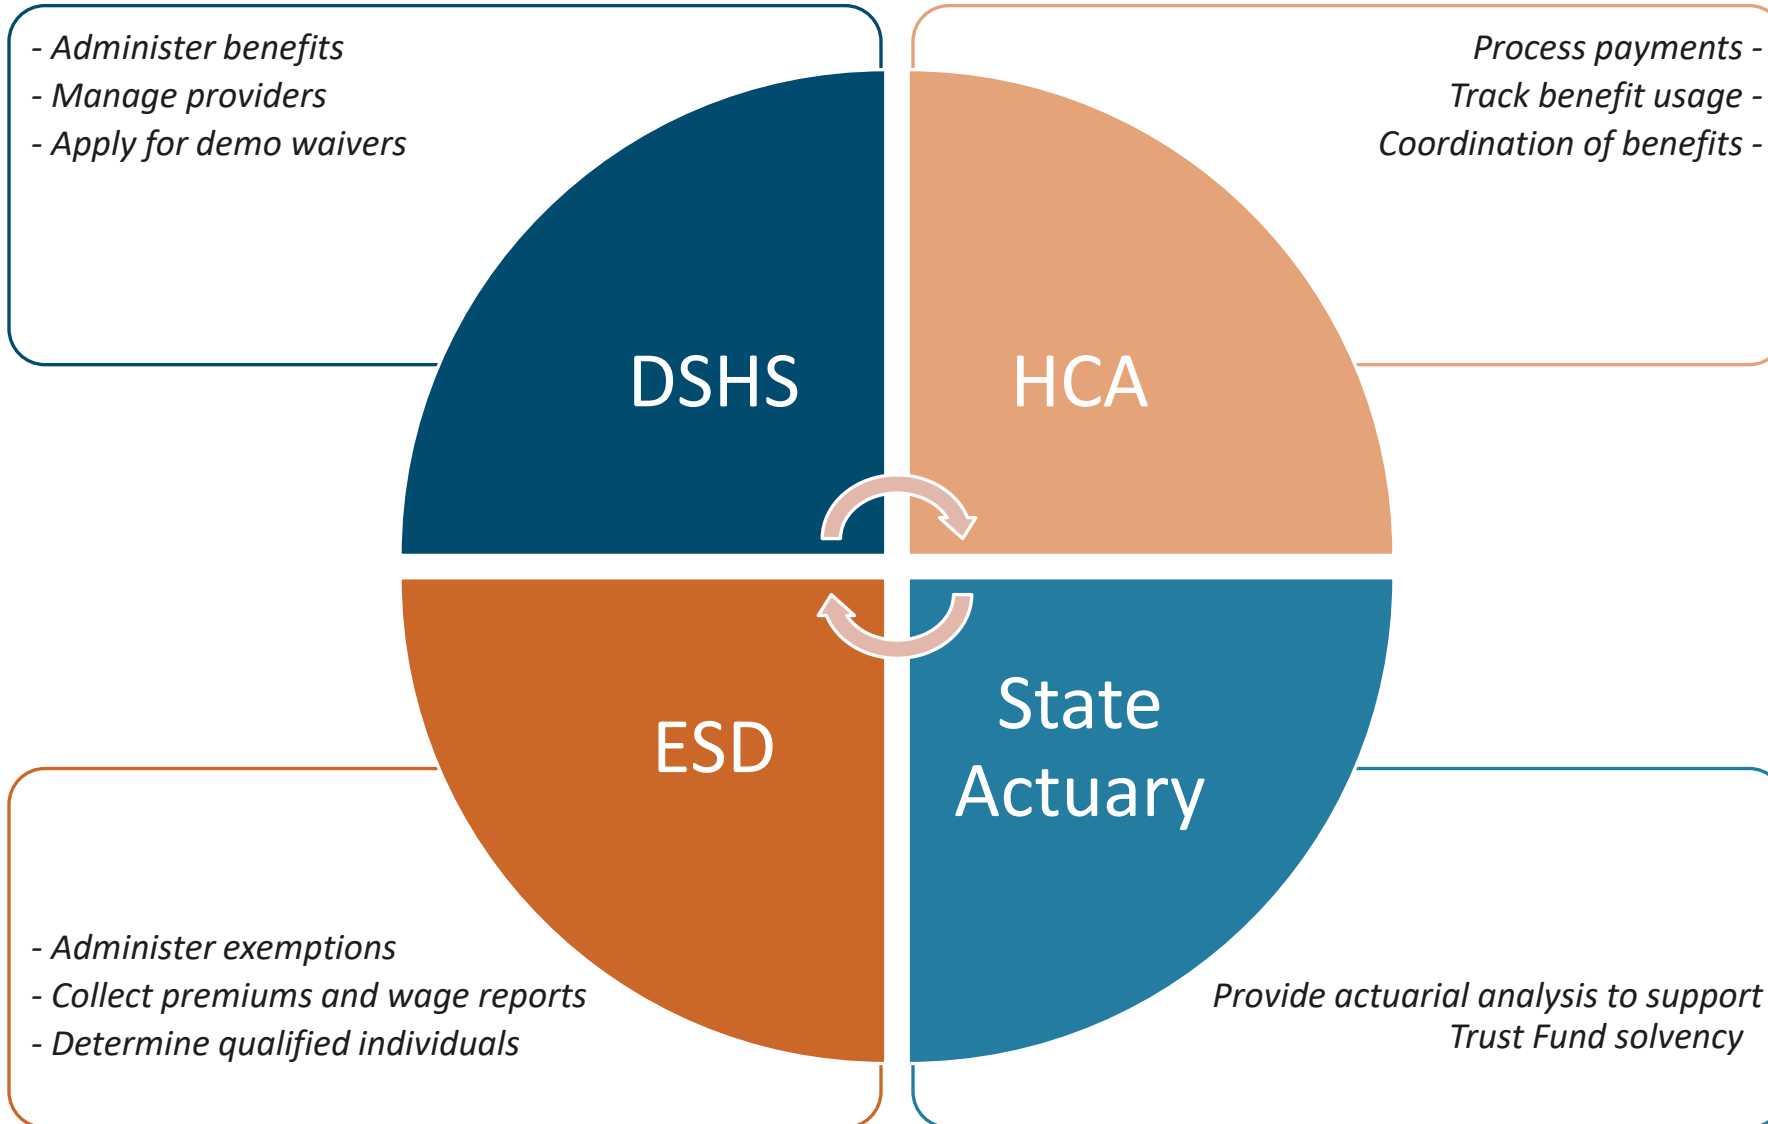 - Administer benefits
- Manage providers
- Apply for demo waivers
Process payments -
Track benefit usage -
Coordination of benefits -
DSHS
HCA
ESD
State
Actuary
- Administer exemptions
- Collect premiums and wage reports
- Determine qualified individuals
Provide actuarial analysis to support
Trust Fund solvency